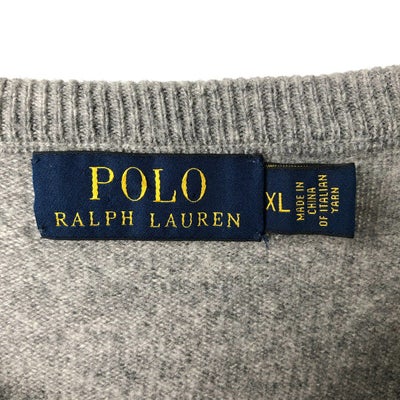 POLO
RALPH LAUREN
XL
MADE IN
CHINA
OF ITALIAN
YARN